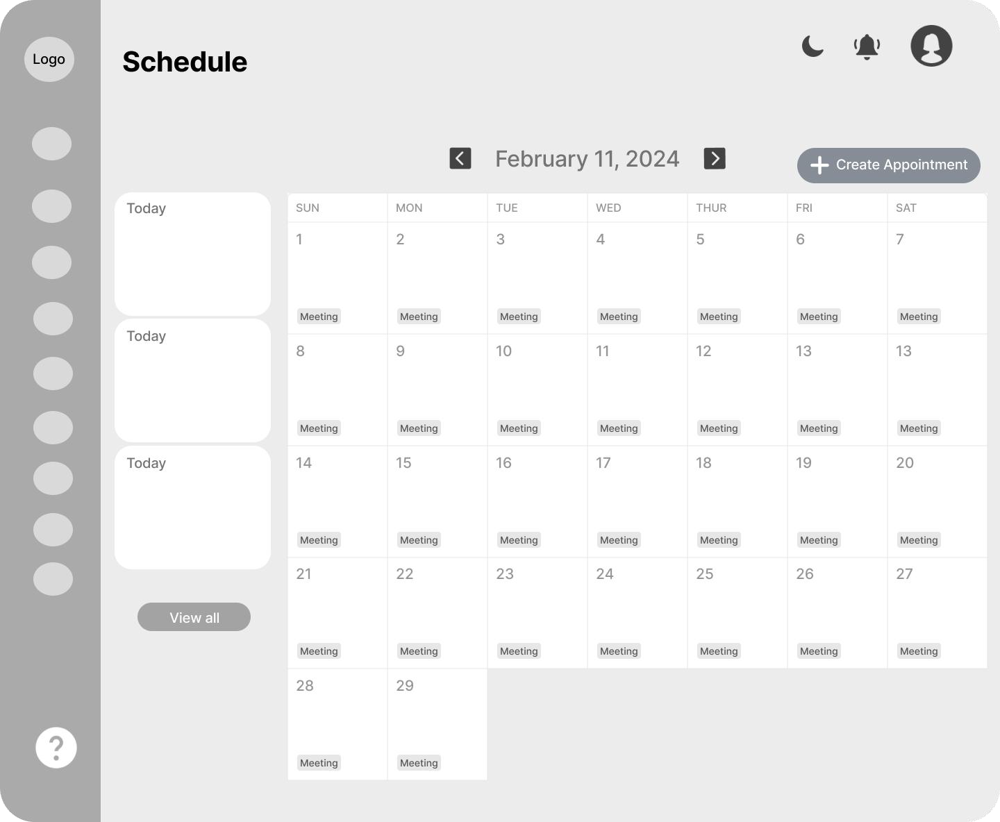 Logo
Schedule
February 11, 2024
Create Appointment
Today
Today
Today
View all
SUN MON TUE WED THUR FRI SAT
1 2 3 4 5 6 7
Meeting Meeting Meeting Meeting Meeting Meeting Meeting
8 9 10 11 12 13 13
Meeting Meeting Meeting Meeting Meeting Meeting Meeting
14 15 16 17 18 19 20
Meeting Meeting Meeting Meeting Meeting Meeting Meeting
21 22 23 24 25 26 27
Meeting Meeting Meeting Meeting Meeting Meeting Meeting
28 29
Meeting Meeting
?